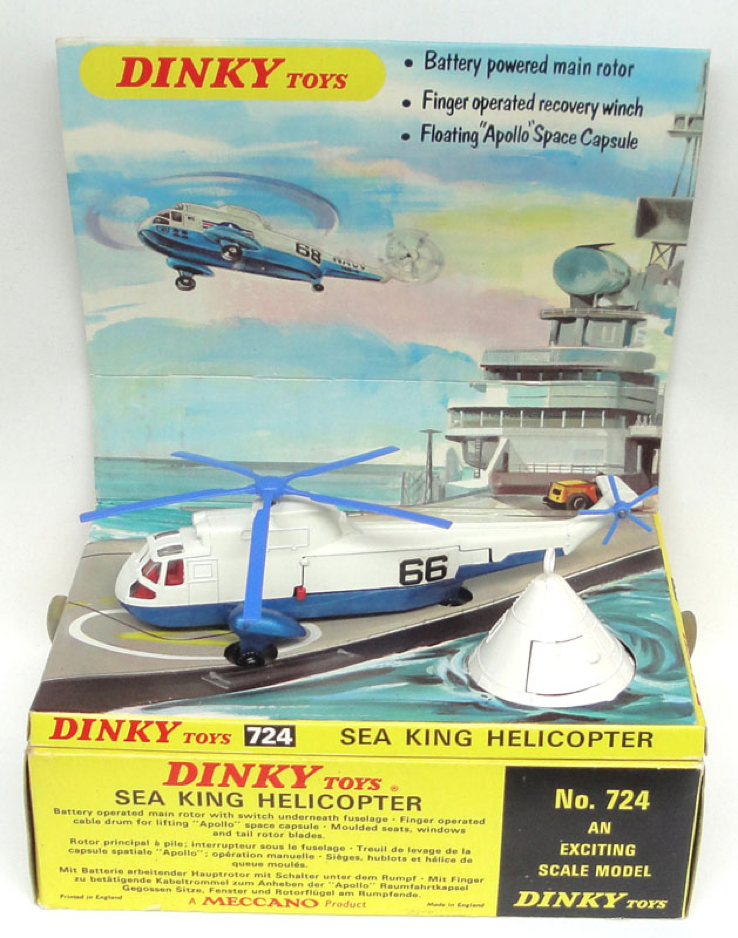 DINKY TOYS
• Battery powered main rotor
• Finger operated recovery winch
• Floating "Apollo" Space Capsule
68 NAVY
66
DINKY TOYS 724 SEA KING HELICOPTER
DINKY TOYS®
SEA KING HELICOPTER
Battery operated main rotor with switch underneath fuselage · Finger operated
cable drum for lifting "Apollo" space capsule · Moulded seats, windows
and tail rotor blades.
Rotor principal à pile; interrupteur sous le fuselage · Treuil de levage de la
capsule spatiale "Apollo"; opération manuelle · Sièges, hublots et hélice de
queue moulés.
Mit Batterie erbeitender Hauptrotor mit Schalter unter dem Rumpf · Mit Finger
zu betätigende Kabeltrommel zum Anheben der "Apollo" Raumfahrtkapsel
Gegossen Sitze, Fenster und Rotorflügel am Rumpfende.
Printed in England
A MECCANO Product
Made in England
No. 724
AN
EXCITING
SCALE MODEL
DINKY TOYS